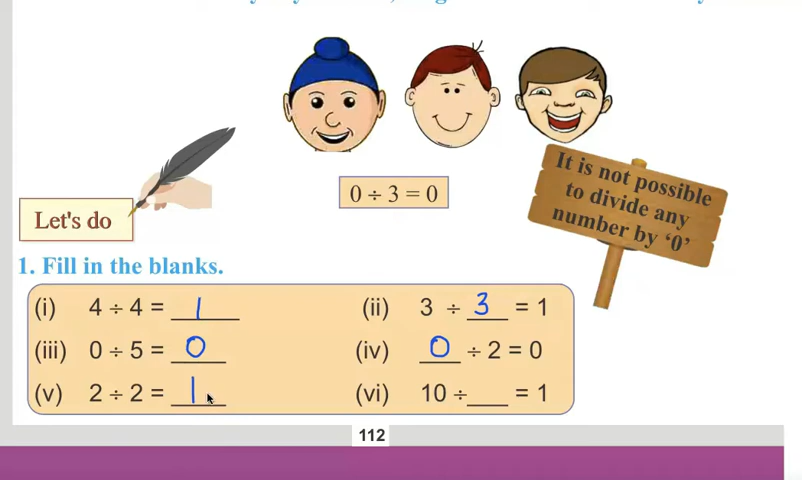 0 ÷ 3 = 0
It is not possible
to divide any
number by ‘0’
Let's do
1. Fill in the blanks.
(i) 4 ÷ 4 = 1
(ii) 3 ÷ 3 = 1
(iii) 0 ÷ 5 = 0
(iv) 0 ÷ 2 = 0
(v) 2 ÷ 2 = 1
(vi) 10 ÷ ___ = 1
112